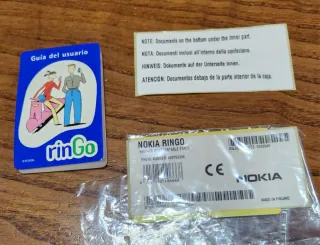 Guía del usuario
rinGo
NOTE: Documents on the bottom under the inner part.
NOTA: Documenti inclusi all'interno della confezione.
HINWEIS: Dokumente auf der Unterseite innen.
ATENCION: Documentos debajo de la parte interior de la caja.
NOKIA RINGO
CE
NOKIA
MADE IN FINLAND